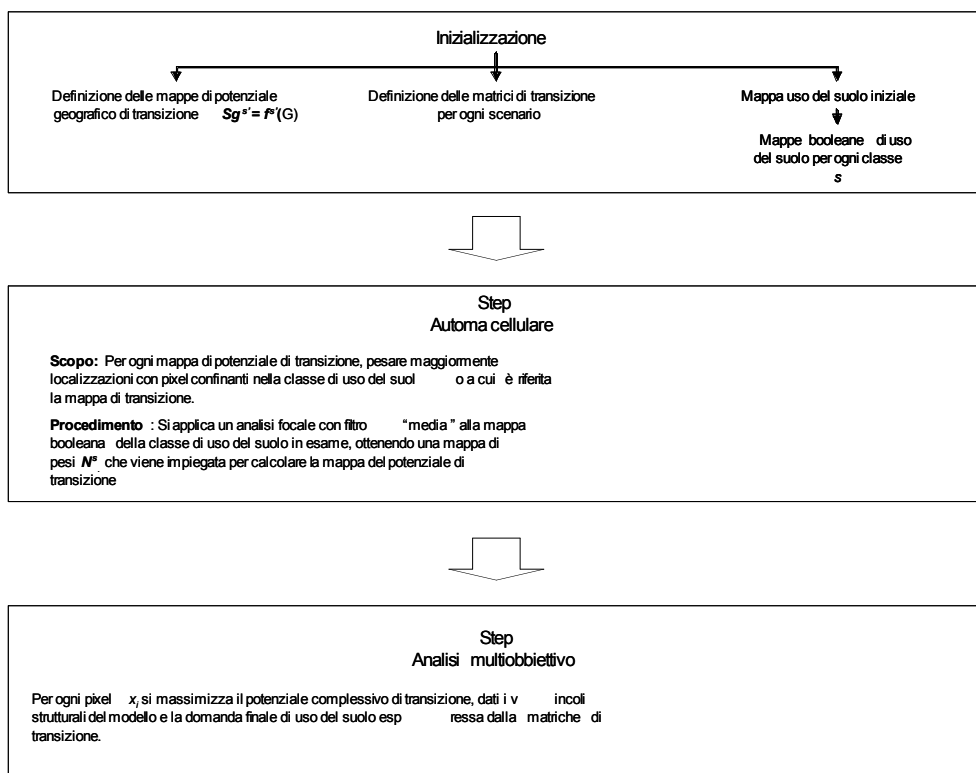 Inizializzazione
Definizione delle mappe di potenziale
geografico di transizione Sg^s' = f^s'(G)
Definizione delle matrici di transizione
per ogni scenario
Mappa uso del suolo iniziale
Mappe booleane di uso
del suolo per ogni classe
s
Step
Automa cellulare
Scopo: Per ogni mappa di potenziale di transizione, pesare maggiormente
localizzazioni con pixel confinanti nella classe di uso del suol o a cui è riferita
la mappa di transizione.
Procedimento : Si applica un analisi focale con filtro “media ” alla mappa
booleana della classe di uso del suolo in esame, ottenendo una mappa di
pesi N^s, che viene impiegata per calcolare la mappa del potenziale di
transizione
Step
Analisi multiobbiettivo
Per ogni pixel x_i si massimizza il potenziale complessivo di transizione, dati i v incoli
strutturali del modello e la domanda finale di uso del suolo esp ressa dalla matriche di
transizione.